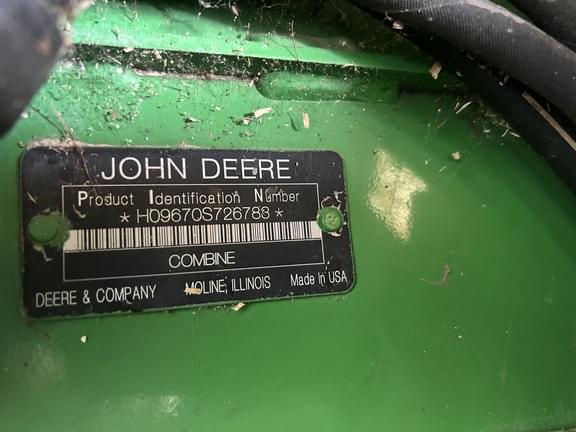 JOHN DEERE
Product Identification Number
* H09670S726788 *
COMBINE
DEERE & COMPANY MOLINE, ILLINOIS Made In USA